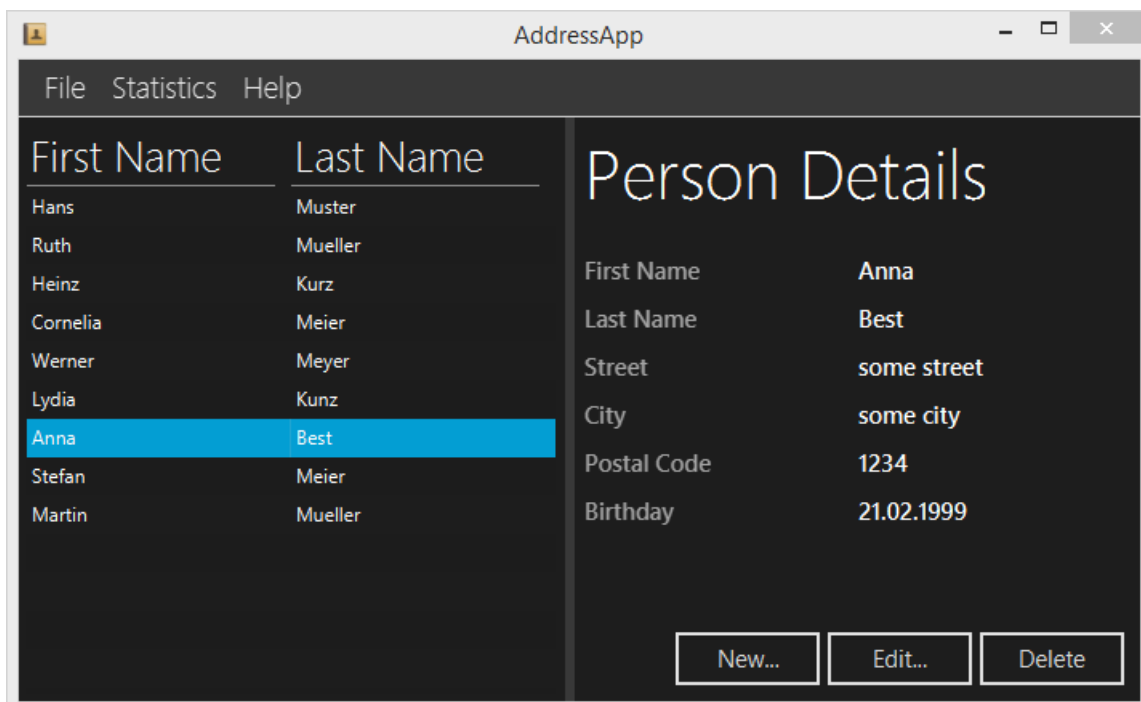 AddressApp
File Statistics Help
First Name Last Name
Hans Muster
Ruth Mueller
Heinz Kurz
Cornelia Meier
Werner Meyer
Lydia Kunz
Anna Best
Stefan Meier
Martin Mueller
Person Details
First Name Anna
Last Name Best
Street some street
City some city
Postal Code 1234
Birthday 21.02.1999
New... Edit... Delete